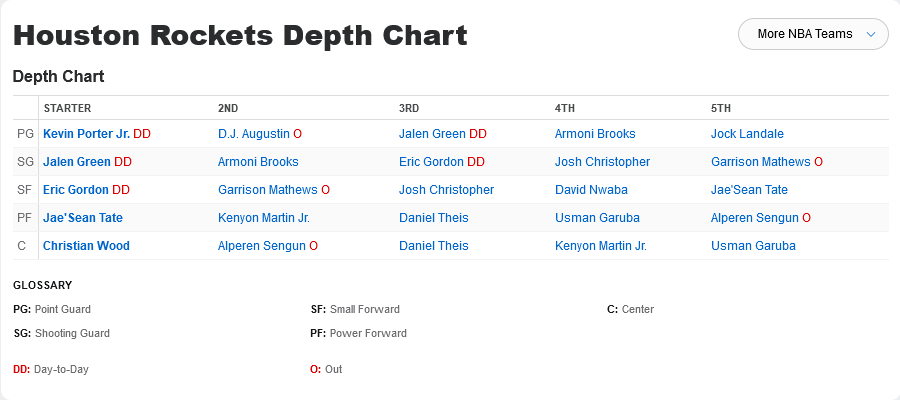 Houston Rockets Depth Chart
More NBA Teams
Depth Chart
STARTER 2ND 3RD 4TH 5TH
PG Kevin Porter Jr. DD D.J. Augustin O Jalen Green DD Armoni Brooks Jock Landale
SG Jalen Green DD Armoni Brooks Eric Gordon DD Josh Christopher Garrison Mathews O
SF Eric Gordon DD Garrison Mathews O Josh Christopher David Nwaba Jae'Sean Tate
PF Jae'Sean Tate Kenyon Martin Jr. Daniel Theis Usman Garuba Alperen Sengun O
C Christian Wood Alperen Sengun O Daniel Theis Kenyon Martin Jr. Usman Garuba
GLOSSARY
PG: Point Guard SF: Small Forward C: Center
SG: Shooting Guard PF: Power Forward
DD: Day-to-Day O: Out